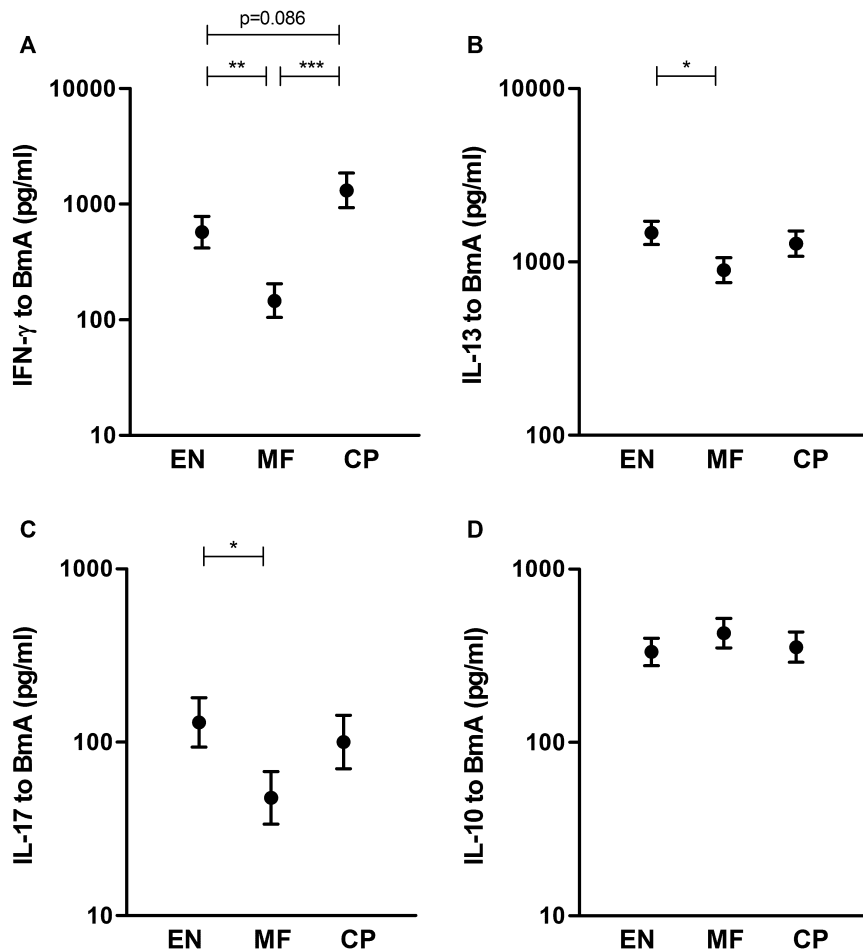 A
p=0.086
**
***
IFN-γ to BmA (pg/ml)
10000
1000
100
10
EN MF CP
B
*
IL-13 to BmA (pg/ml)
10000
1000
100
EN MF CP
C
*
IL-17 to BmA (pg/ml)
1000
100
10
EN MF CP
D
IL-10 to BmA (pg/ml)
1000
100
10
EN MF CP